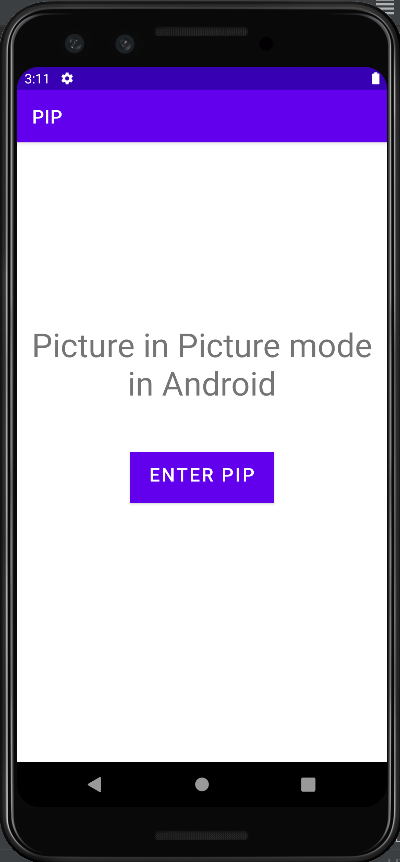 3:11
PIP
Picture in Picture mode
in Android
ENTER PIP